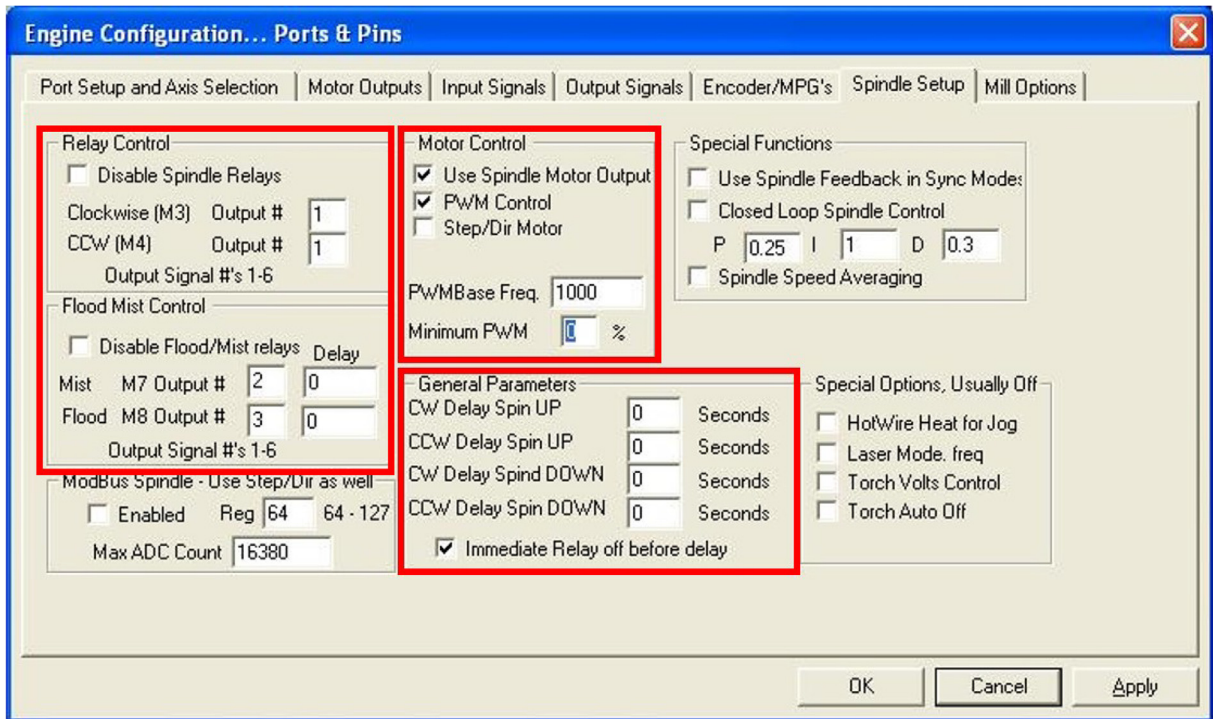 Engine Configuration... Ports & Pins
Port Setup and Axis Selection
Motor Outputs
Input Signals
Output Signals
Encoder/MPG's
Spindle Setup
Mill Options
Relay Control
Disable Spindle Relays
Clockwise (M3) Output # 1
CCW (M4) Output # 1
Output Signal #'s 1-6
Flood Mist Control
Disable Flood/Mist relays Delay
Mist M7 Output # 2 0
Flood M8 Output # 3 0
Output Signal #'s 1-6
ModBus Spindle - Use Step/Dir as well
Enabled Reg 64 64 - 127
Max ADC Count 16380
Motor Control
Use Spindle Motor Output
PWM Control
Step/Dir Motor
PWMBase Freq. 1000
Minimum PWM 0 %
General Parameters
CW Delay Spin UP 0 Seconds
CCW Delay Spin UP 0 Seconds
CW Delay Spind DOWN 0 Seconds
CCW Delay Spin DOWN 0 Seconds
Immediate Relay off before delay
Special Functions
Use Spindle Feedback in Sync Modes
Closed Loop Spindle Control
P 0.25 I 1 D 0.3
Spindle Speed Averaging
Special Options, Usually Off
HotWire Heat for Jog
Laser Mode. freq
Torch Volts Control
Torch Auto Off
OK
Cancel
Apply